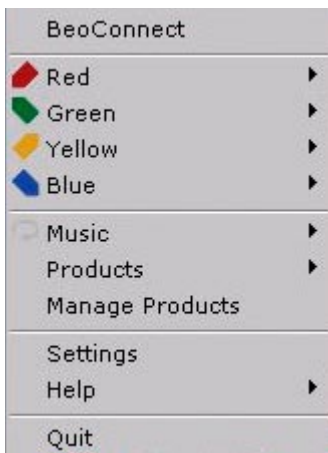 BeoConnect
Red
Green
Yellow
Blue
Music
Products
Manage Products
Settings
Help
Quit